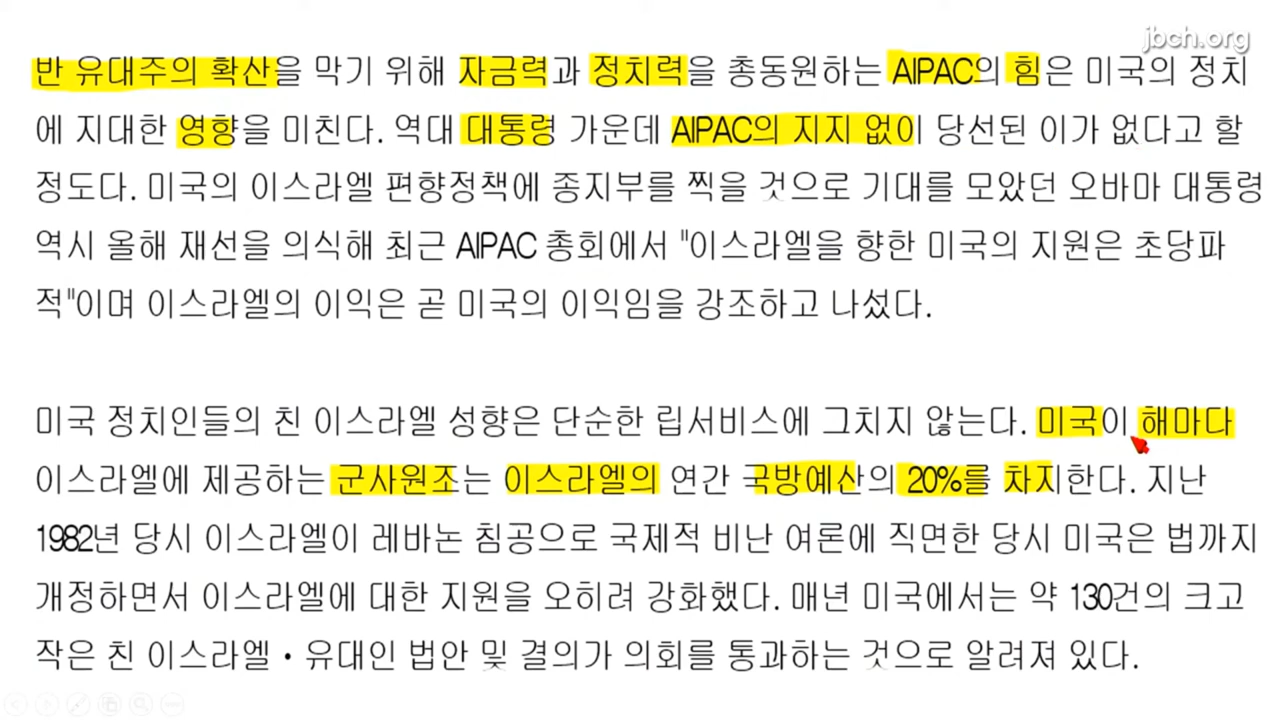 jbch.org
반 유대주의 확산을 막기 위해 자금력과 정치력을 총동원하는 AIPAC의 힘은 미국의 정치
에 지대한 영향을 미친다. 역대 대통령 가운데 AIPAC의 지지 없이 당선된 이가 없다고 할
정도다. 미국의 이스라엘 편향정책에 종지부를 찍을 것으로 기대를 모았던 오바마 대통령
역시 올해 재선을 의식해 최근 AIPAC 총회에서 "이스라엘을 향한 미국의 지원은 초당파
적"이며 이스라엘의 이익은 곧 미국의 이익임을 강조하고 나섰다.
미국 정치인들의 친 이스라엘 성향은 단순한 립서비스에 그치지 않는다. 미국이 해마다
이스라엘에 제공하는 군사원조는 이스라엘의 연간 국방예산의 20%를 차지한다. 지난
1982년 당시 이스라엘이 레바논 침공으로 국제적 비난 여론에 직면한 당시 미국은 법까지
개정하면서 이스라엘에 대한 지원을 오히려 강화했다. 매년 미국에서는 약 130건의 크고
작은 친 이스라엘・유대인 법안 및 결의가 의회를 통과하는 것으로 알려져 있다.